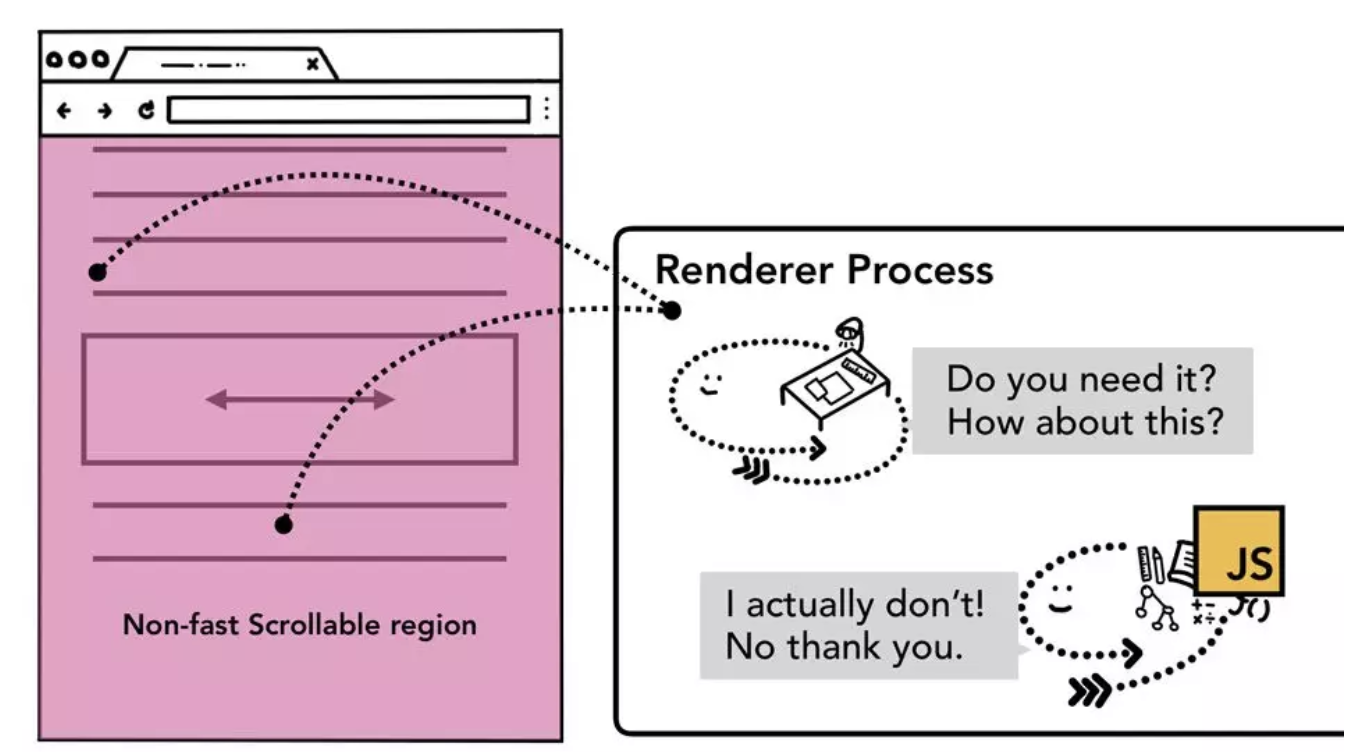 Renderer Process
Do you need it?
How about this?
JS
f()
I actually don't!
No thank you.
Non-fast Scrollable region